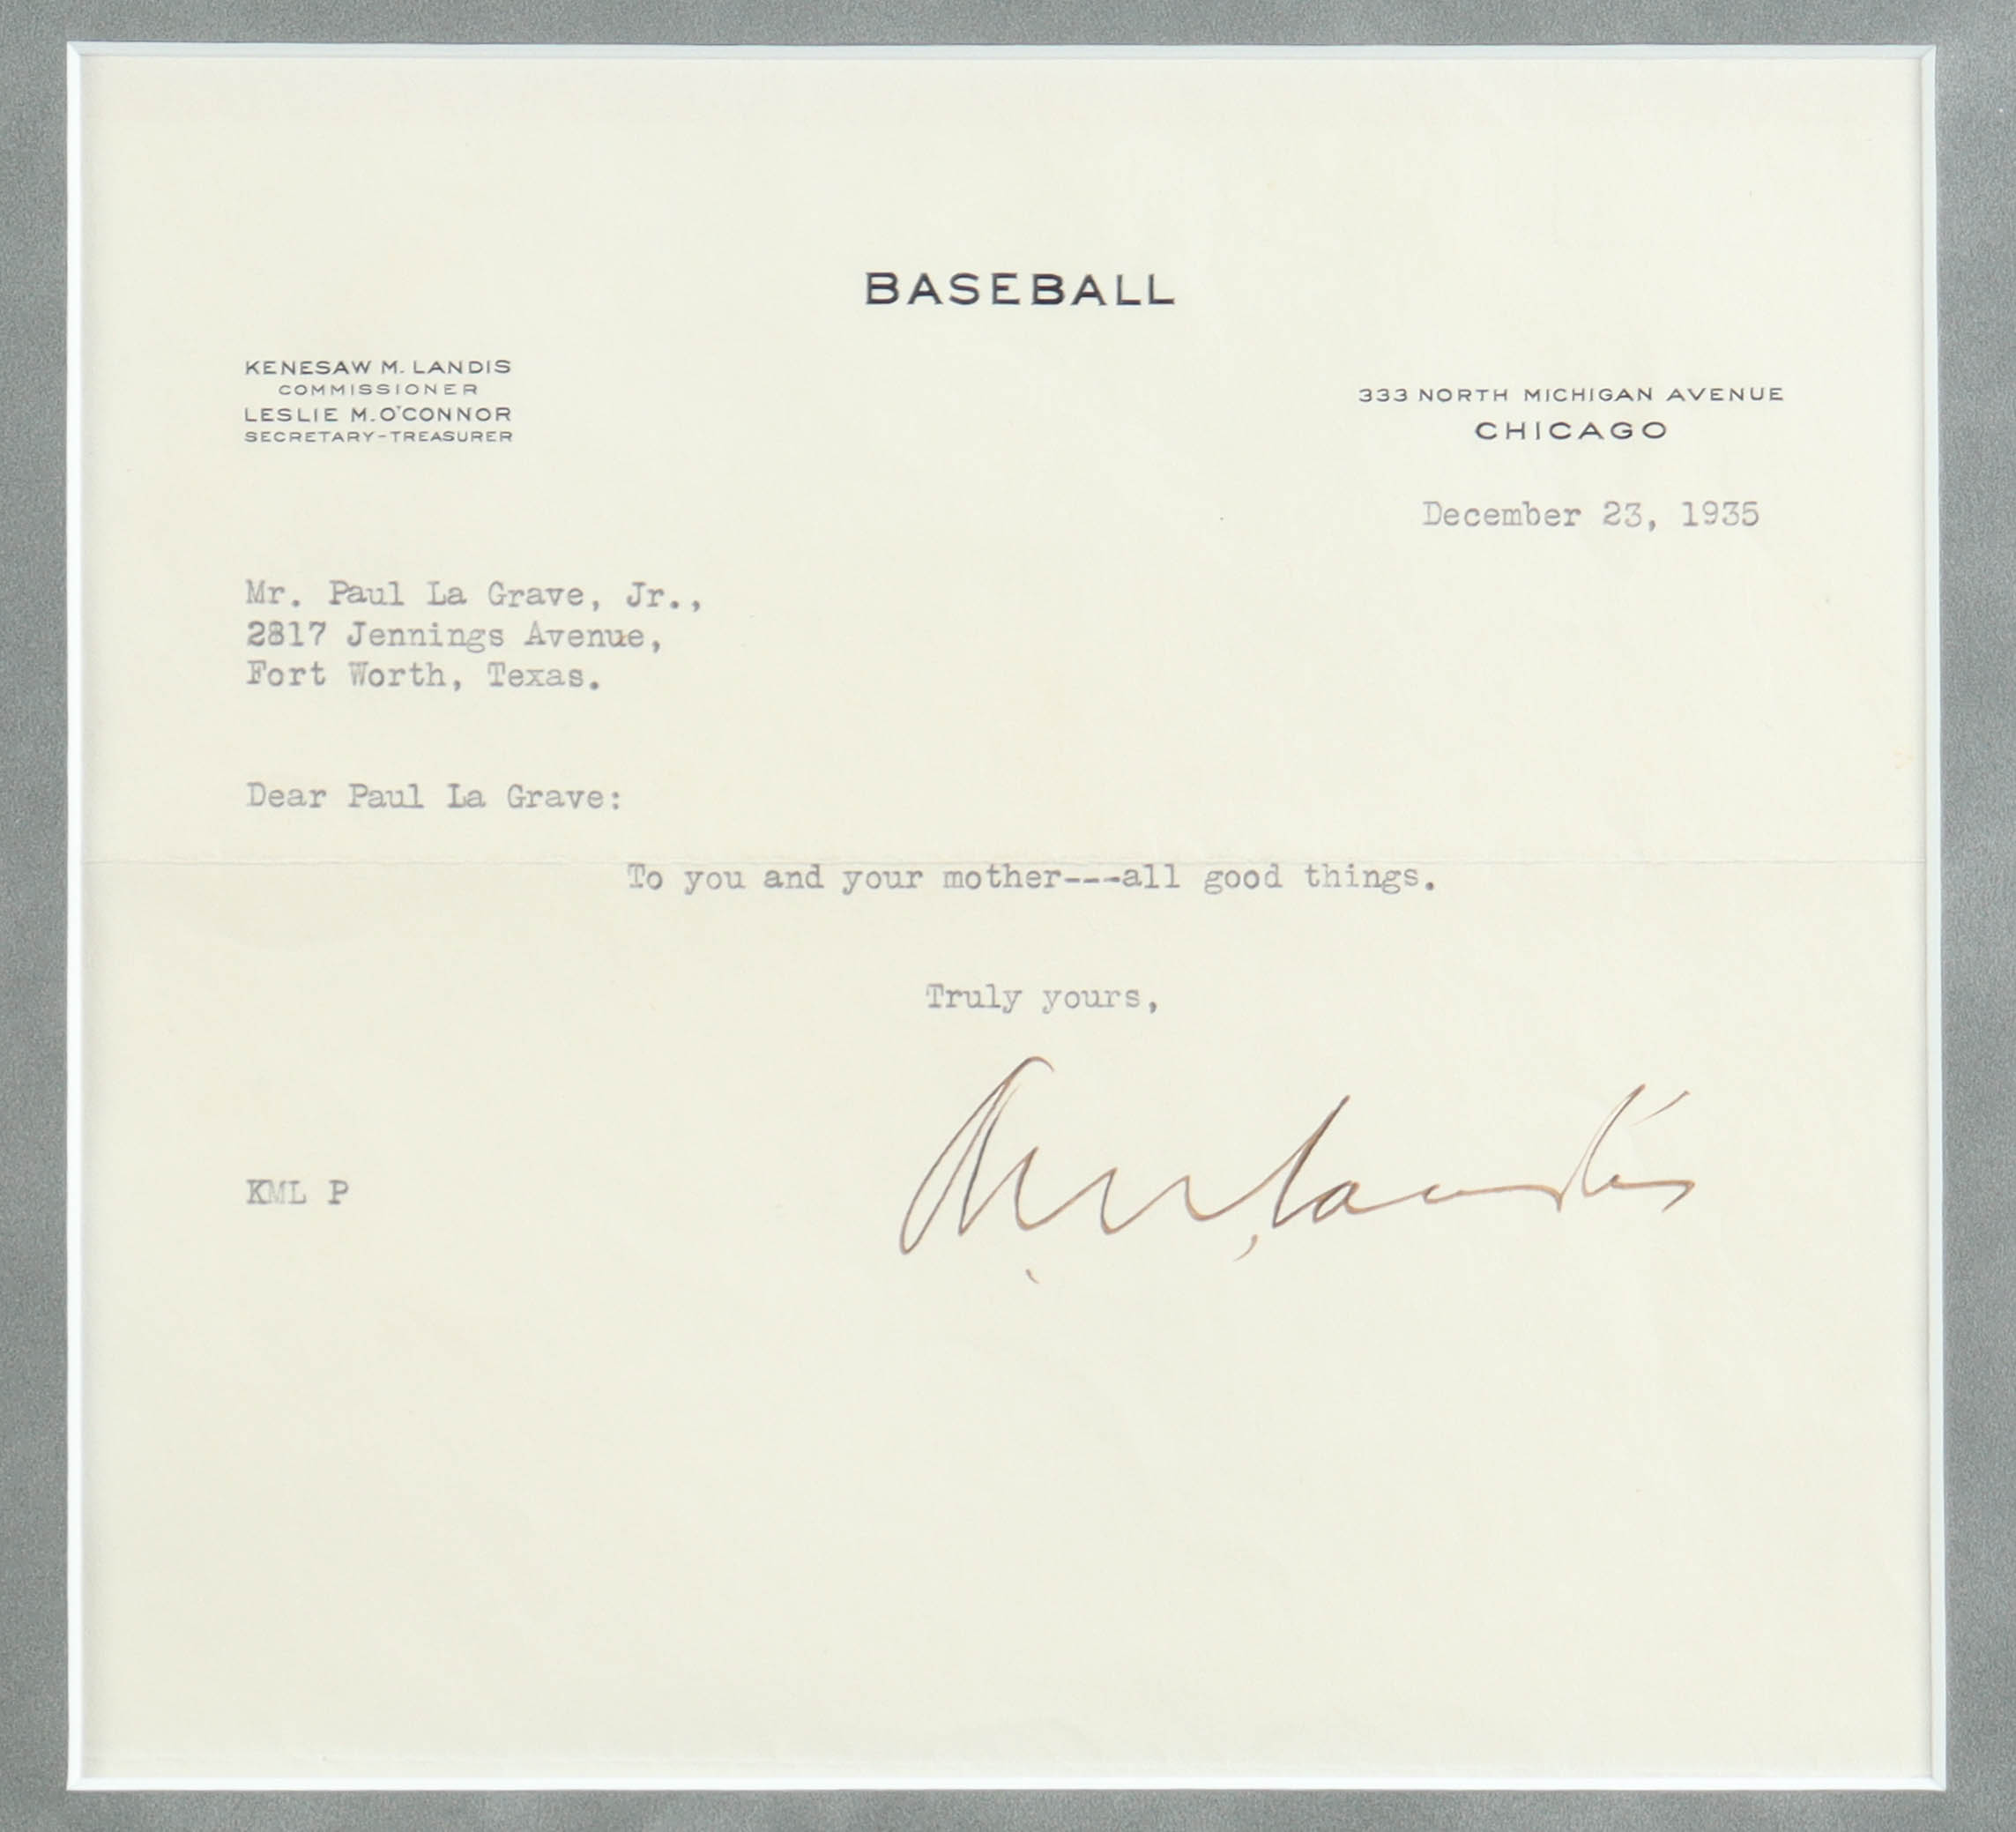 BASEBALL
KENESAW M. LANDIS
COMMISSIONER
LESLIE M. O'CONNOR
SECRETARY-TREASURER
333 NORTH MICHIGAN AVENUE
CHICAGO
December 23, 1935
Mr. Paul La Grave, Jr.,
2817 Jennings Avenue,
Fort Worth, Texas.
Dear Paul La Grave:
To you and your mother----all good things.
Truly yours,
K. M. Landis
KML P